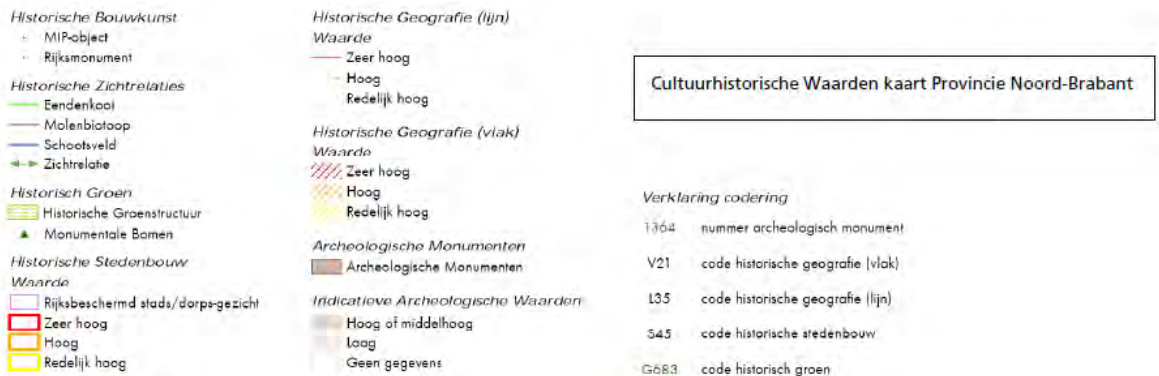 Historische Bouwkunst
MIP-object
Rijksmonument
Historische Zichtrelaties
Eendenkooi
Molenbiotoop
Schootsveld
Zichtrelatie
Historisch Groen
Historische Groenstructuur
Monumentale Bomen
Historische Stedenbouw
Waarde
Rijksbeschermd stads/dorps-gezicht
Zeer hoog
Hoog
Redelijk hoog
Historische Geografie (lijn)
Waarde
Zeer hoog
Hoog
Redelijk hoog
Historische Geografie (vlak)
Waarde
Zeer hoog
Hoog
Redelijk hoog
Archeologische Monumenten
Archeologische Monumenten
Indicatieve Archeologische Waarden
Hoog of middelhoog
Laag
Geen gegevens
Cultuurhistorische Waarden kaart Provincie Noord-Brabant
Verklaring codering
1364 nummer archeologisch monument
V21 code historische geografie (vlak)
L35 code historische geografie (lijn)
S45 code historische stedenbouw
G683 code historisch groen